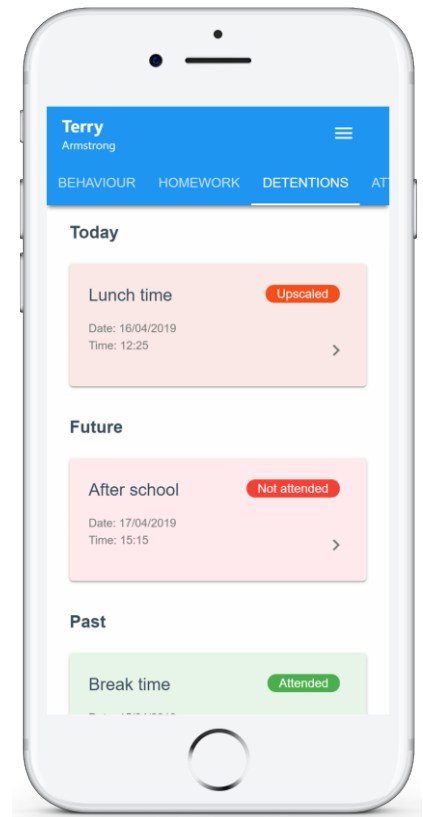 Terry
Armstrong
BEHAVIOUR HOMEWORK DETENTIONS
Today
Lunch time Upscaled
Date: 16/04/2019
Time: 12:25
Future
After school Not attended
Date: 17/04/2019
Time: 15:15
Past
Break time Attended